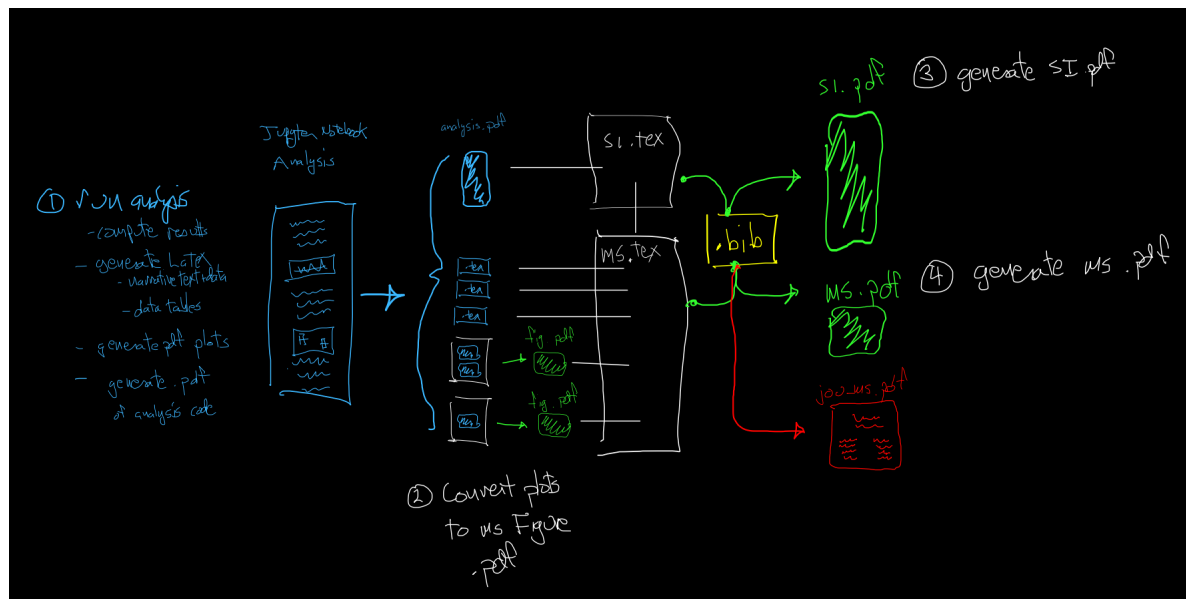 ① run analysis
- compute results
- generate Latex
- narrative text + data
- data tables
- generate pdf plots
- generate .pdf
of analysis code
Jupyter Notebook
Analysis
analysis.pdf
.tex
.tex
.tex
fig.pdf
fig.pdf
② Convert plots
to ms Figure
.pdf
si.tex
ms.tex
.bib
si.pdf
③ generate SI.pdf
ms.pdf
④ generate ms.pdf
jou_ms.pdf